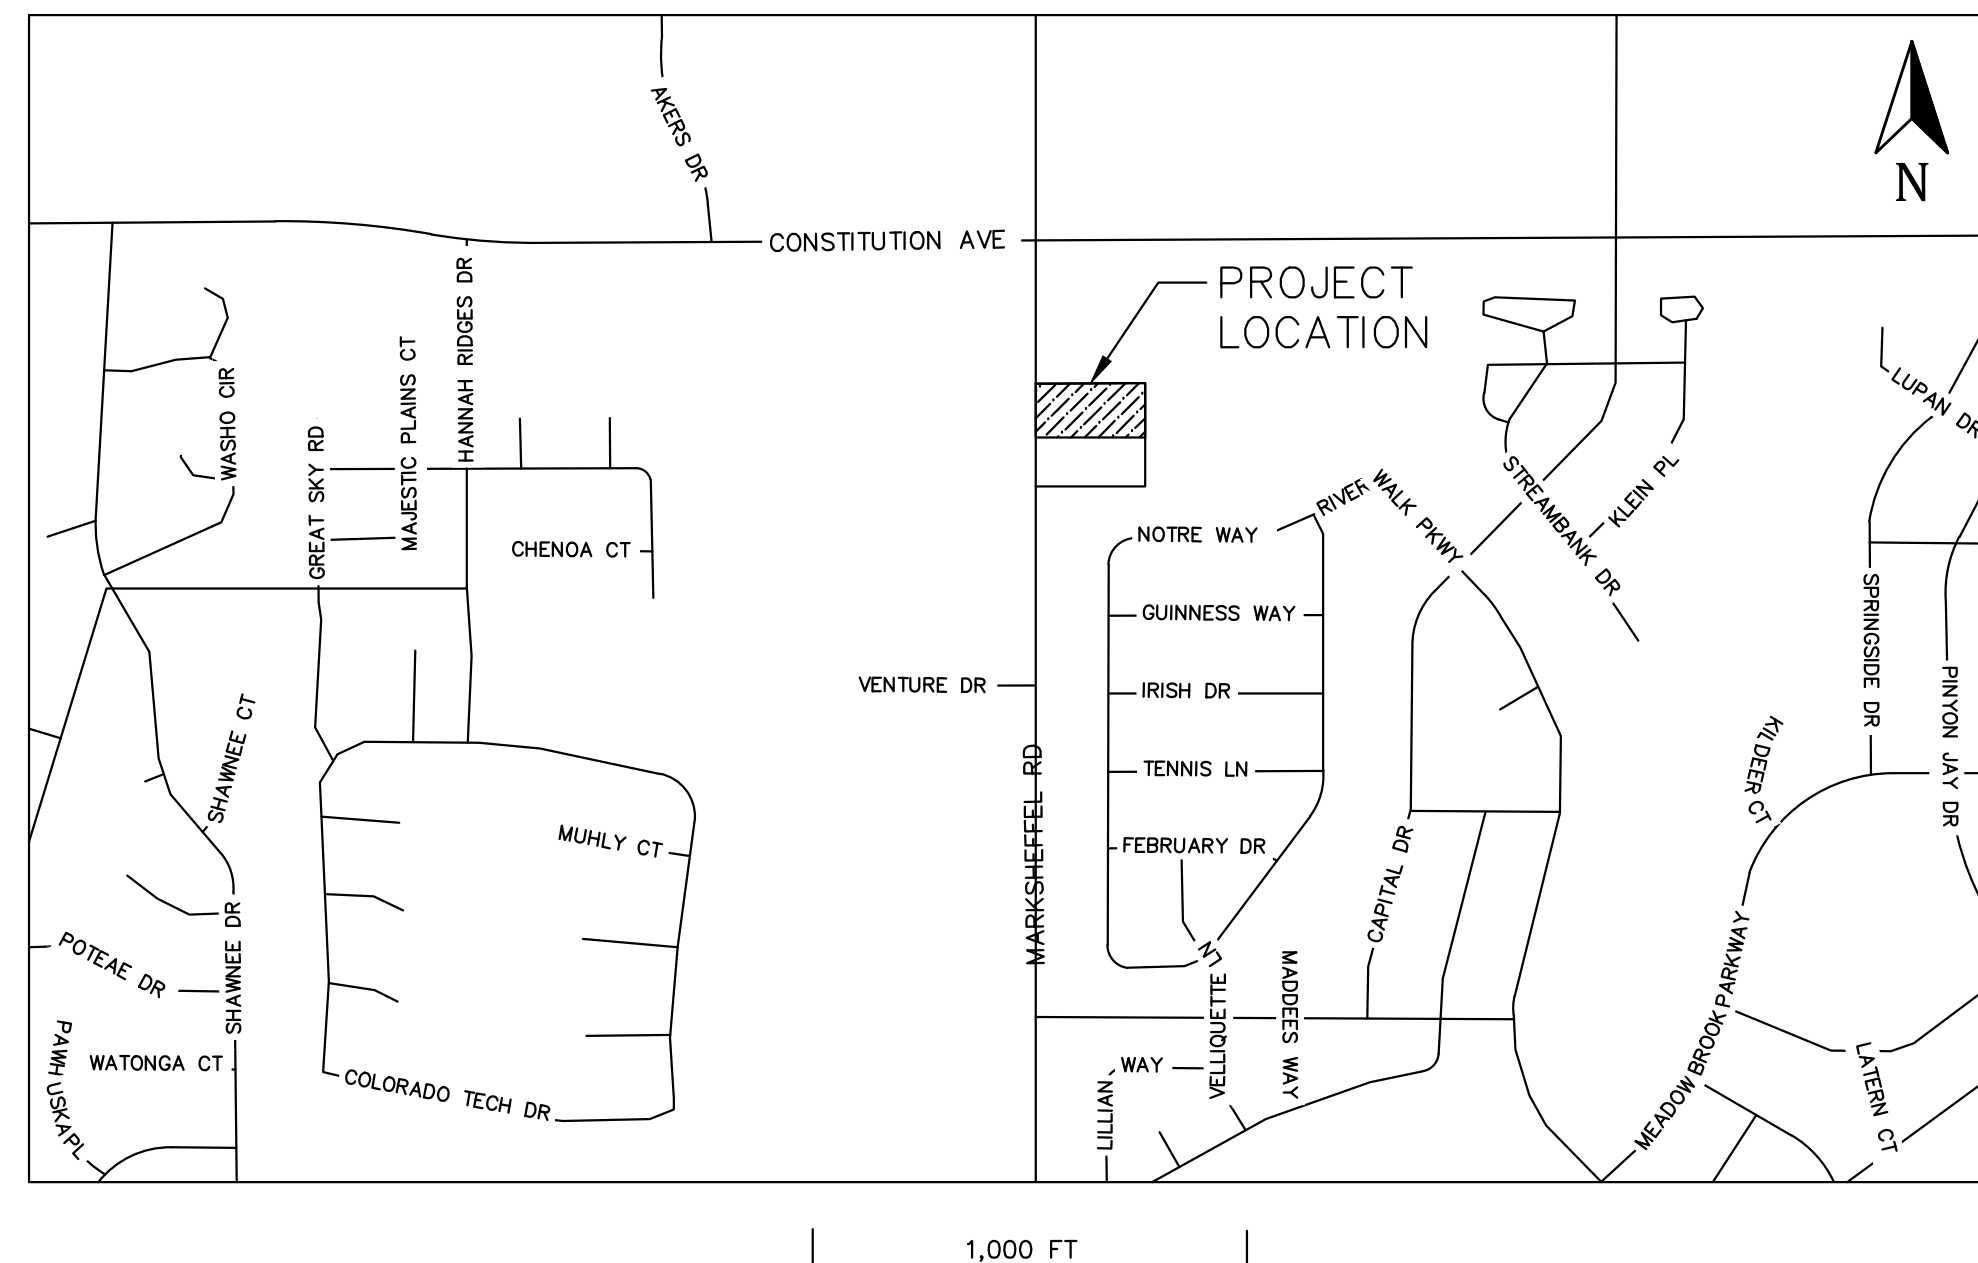 AKERS DR
N
CONSTITUTION AVE
PROJECT
LOCATION
HANNAH RIDGES DR
MAJESTIC PLAINS CT
WASHO CIR
GREAT SKY RD
CHENOA CT
LUPAN DR
RIVER WALK PKWY
STREAMBANK DR
KLEIN PL
NOTRE WAY
GUINNESS WAY
IRISH DR
TENNIS LN
FEBRUARY DR
VENTURE DR
MARKSHEFFEL RD
SPRINGSIDE DR
PINYON JAY DR
KILDEER CT
SHAWNEE CT
MUHLY CT
CAPITAL DR
SHAWNEE DR
POTEAE DR
PAWHUSKA PL
WATONGA CT
COLORADO TECH DR
VELLIQUETTE LN
MADDEES WAY
LILLIAN WAY
MEADOWBROOK PARKWAY
LATERN CT
1,000 FT